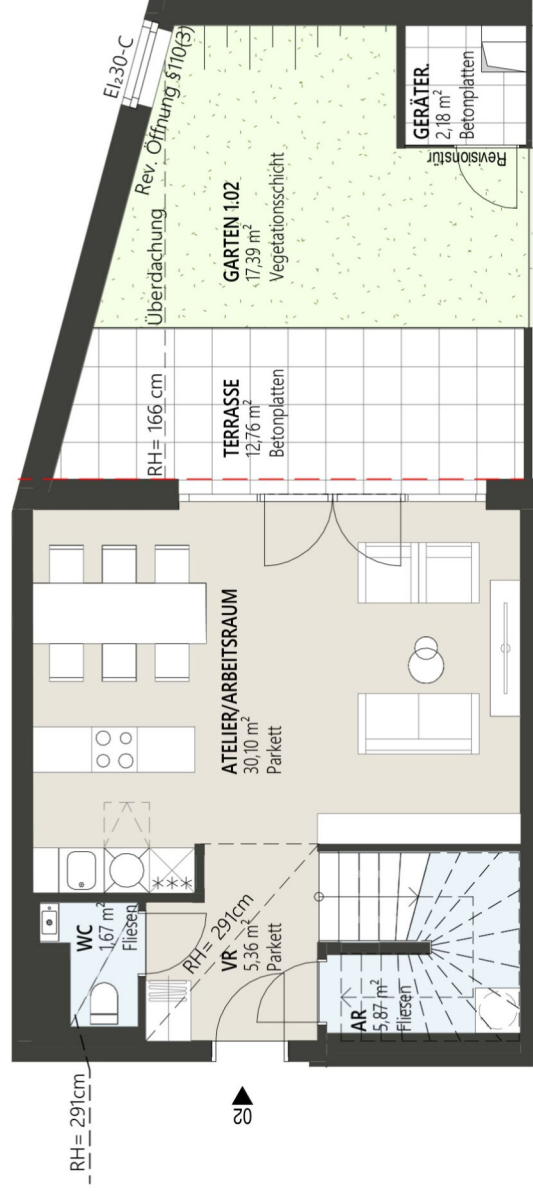 EI₂30-C
Rev. Öffnung §110(3)
Überdachung
RH= 166 cm
GERÄTER.
2,18 m²
Betonplatten
Revisionstür
GARTEN 1.02
17,39 m²
Vegetationsschicht
TERRASSE
12,76 m²
Betonplatten
ATELIER/ARBEITSRAUM
30,10 m²
Parkett
WC
1,67 m²
Fliesen
RH= 291cm
VR
5,36 m²
Parkett
AR
5,87 m²
Fliesen
RH= 291cm
02